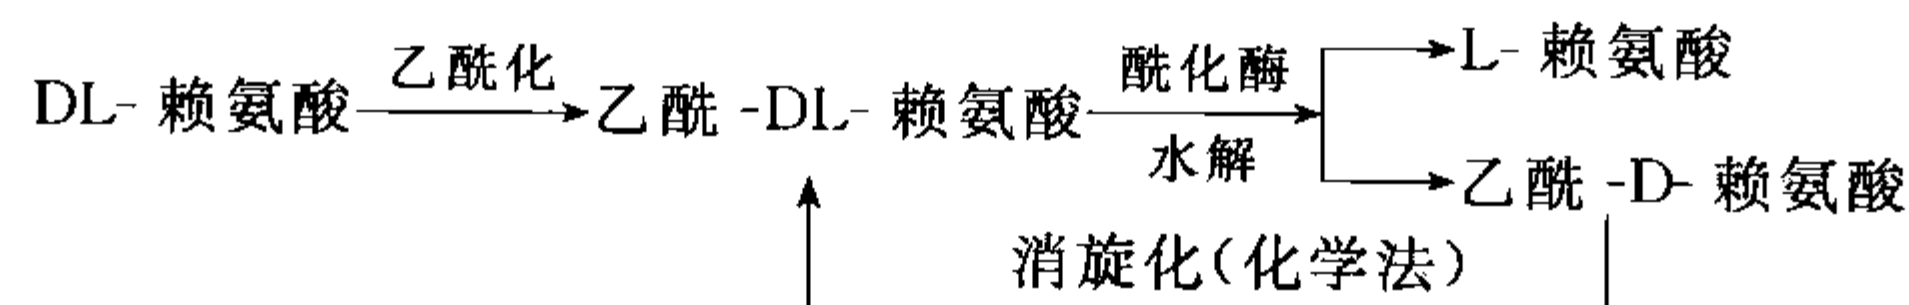 L- 赖氨酸
乙酰化
酰化酶
DL- 赖氨酸
乙酰 -DL- 赖氨酸
水解
乙酰 -D- 赖氨酸
消旋化(化学法)